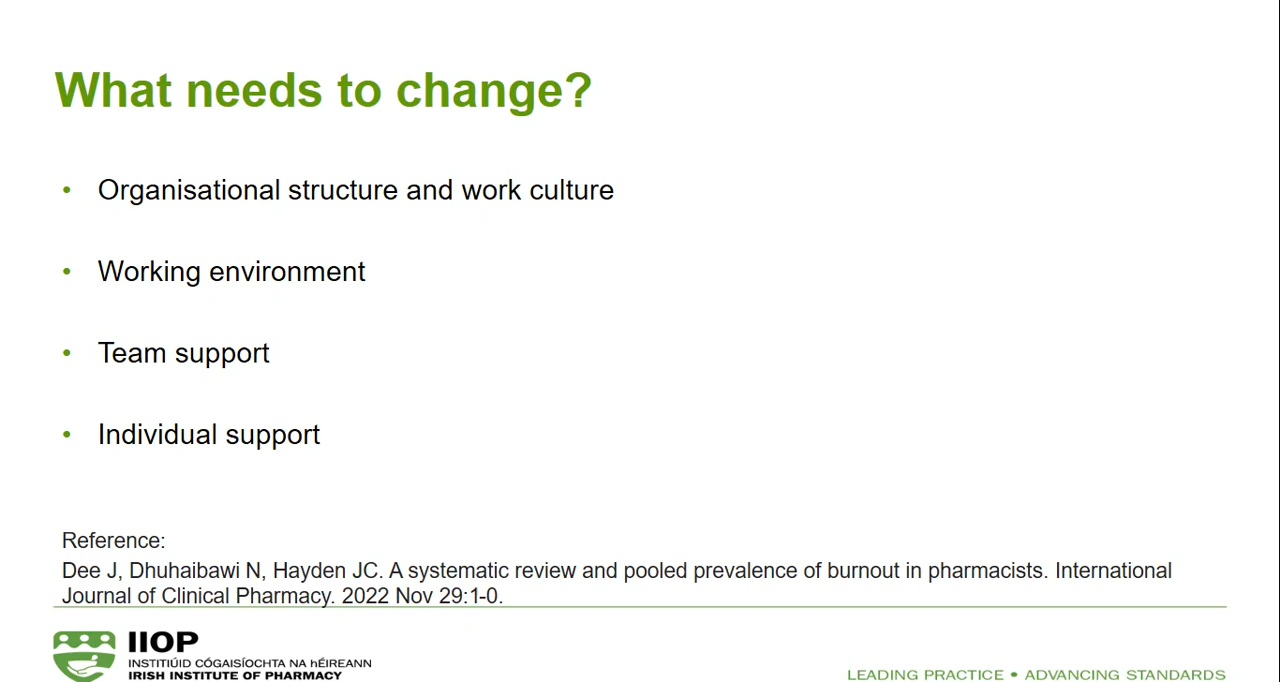 What needs to change?
• Organisational structure and work culture
• Working environment
• Team support
• Individual support
Reference:
Dee J, Dhuhaibawi N, Hayden JC. A systematic review and pooled prevalence of burnout in pharmacists. International
Journal of Clinical Pharmacy. 2022 Nov 29:1-0.
IIOP
INSTITIÚID CÓGAISÍOCHTA NA hÉIREANN
IRISH INSTITUTE OF PHARMACY
LEADING PRACTICE • ADVANCING STANDARDS